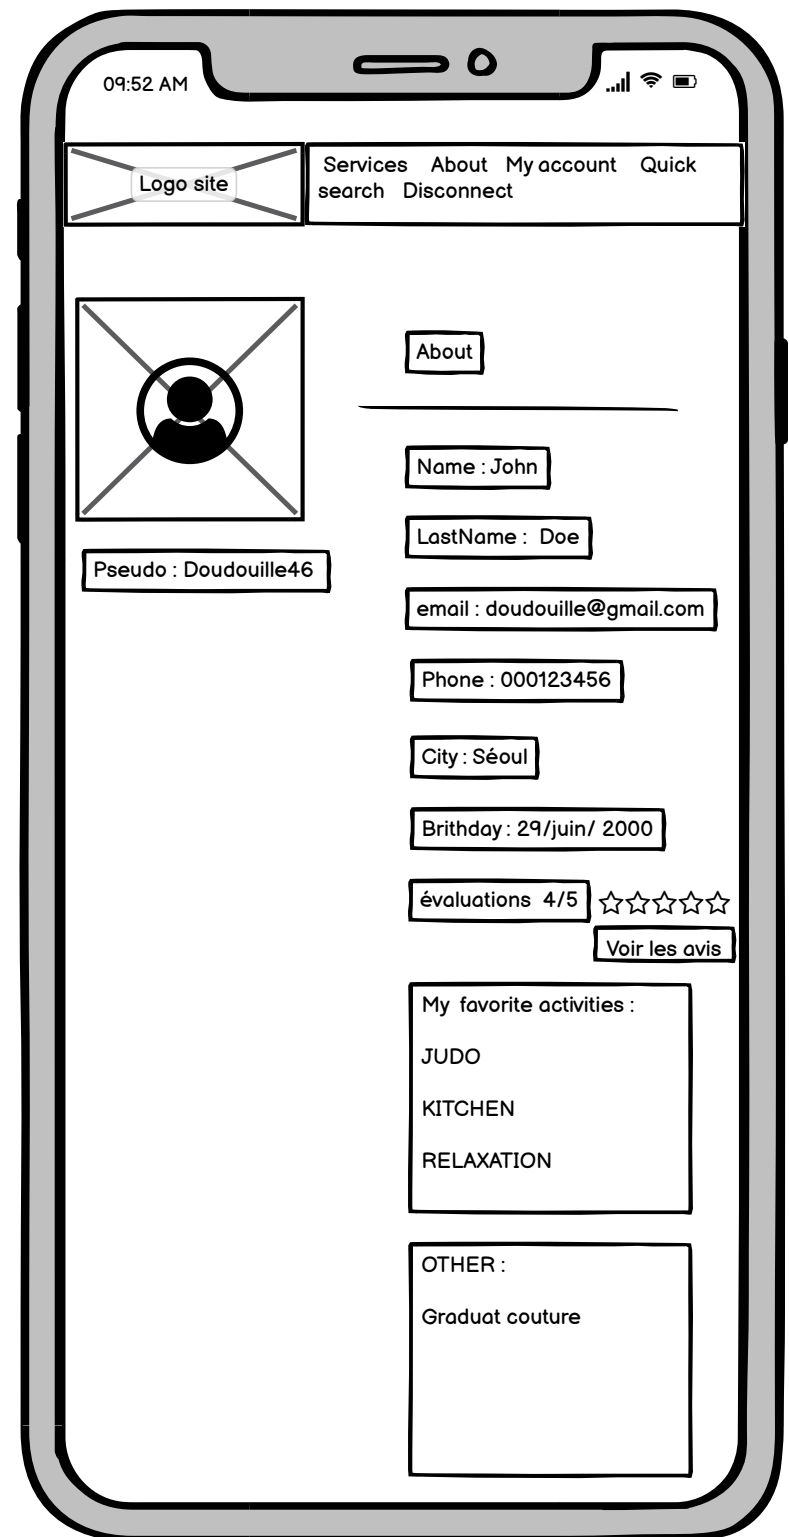 09:52 AM
Logo site
Services About My account Quick
search Disconnect
About
Name : John
LastName : Doe
Pseudo : Doudouille46
email : doudouille@gmail.com
Phone : 000123456
City : Séoul
Brithday : 29/juin/ 2000
évaluations 4/5
Voir les avis
My favorite activities :
JUDO
KITCHEN
RELAXATION
OTHER :
Graduat couture